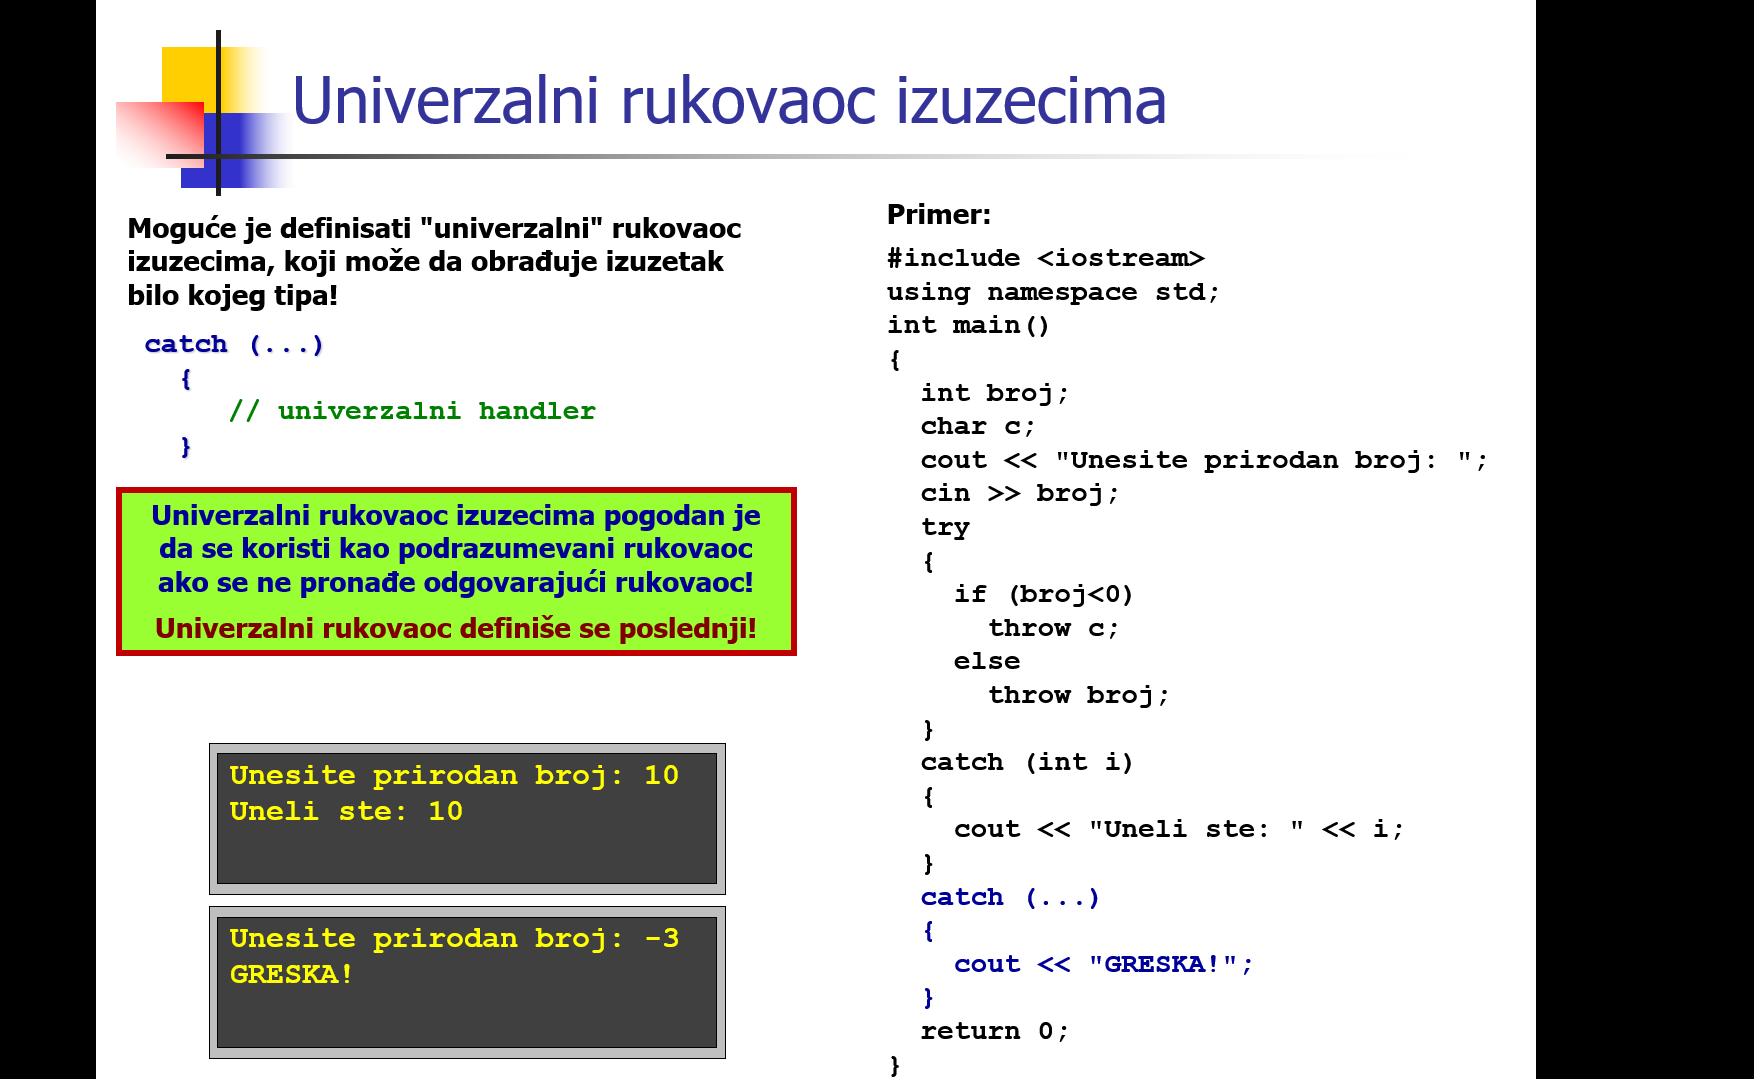 Univerzalni rukovaoc izuzecima
Moguće je definisati "univerzalni" rukovaoc
izuzecima, koji može da obrađuje izuzetak
bilo kojeg tipa!
catch (...)
{
// univerzalni handler
}
Univerzalni rukovaoc izuzecima pogodan je
da se koristi kao podrazumevani rukovaoc
ako se ne pronađe odgovarajući rukovaoc!
Univerzalni rukovaoc definiše se poslednji!
Unesite prirodan broj: 10
Uneli ste: 10
Unesite prirodan broj: -3
GRESKA!
Primer:
#include <iostream>
using namespace std;
int main()
{
int broj;
char c;
cout << "Unesite prirodan broj: ";
cin >> broj;
try
{
if (broj<0)
throw c;
else
throw broj;
}
catch (int i)
{
cout << "Uneli ste: " << i;
}
catch (...)
{
cout << "GRESKA!";
}
return 0;
}